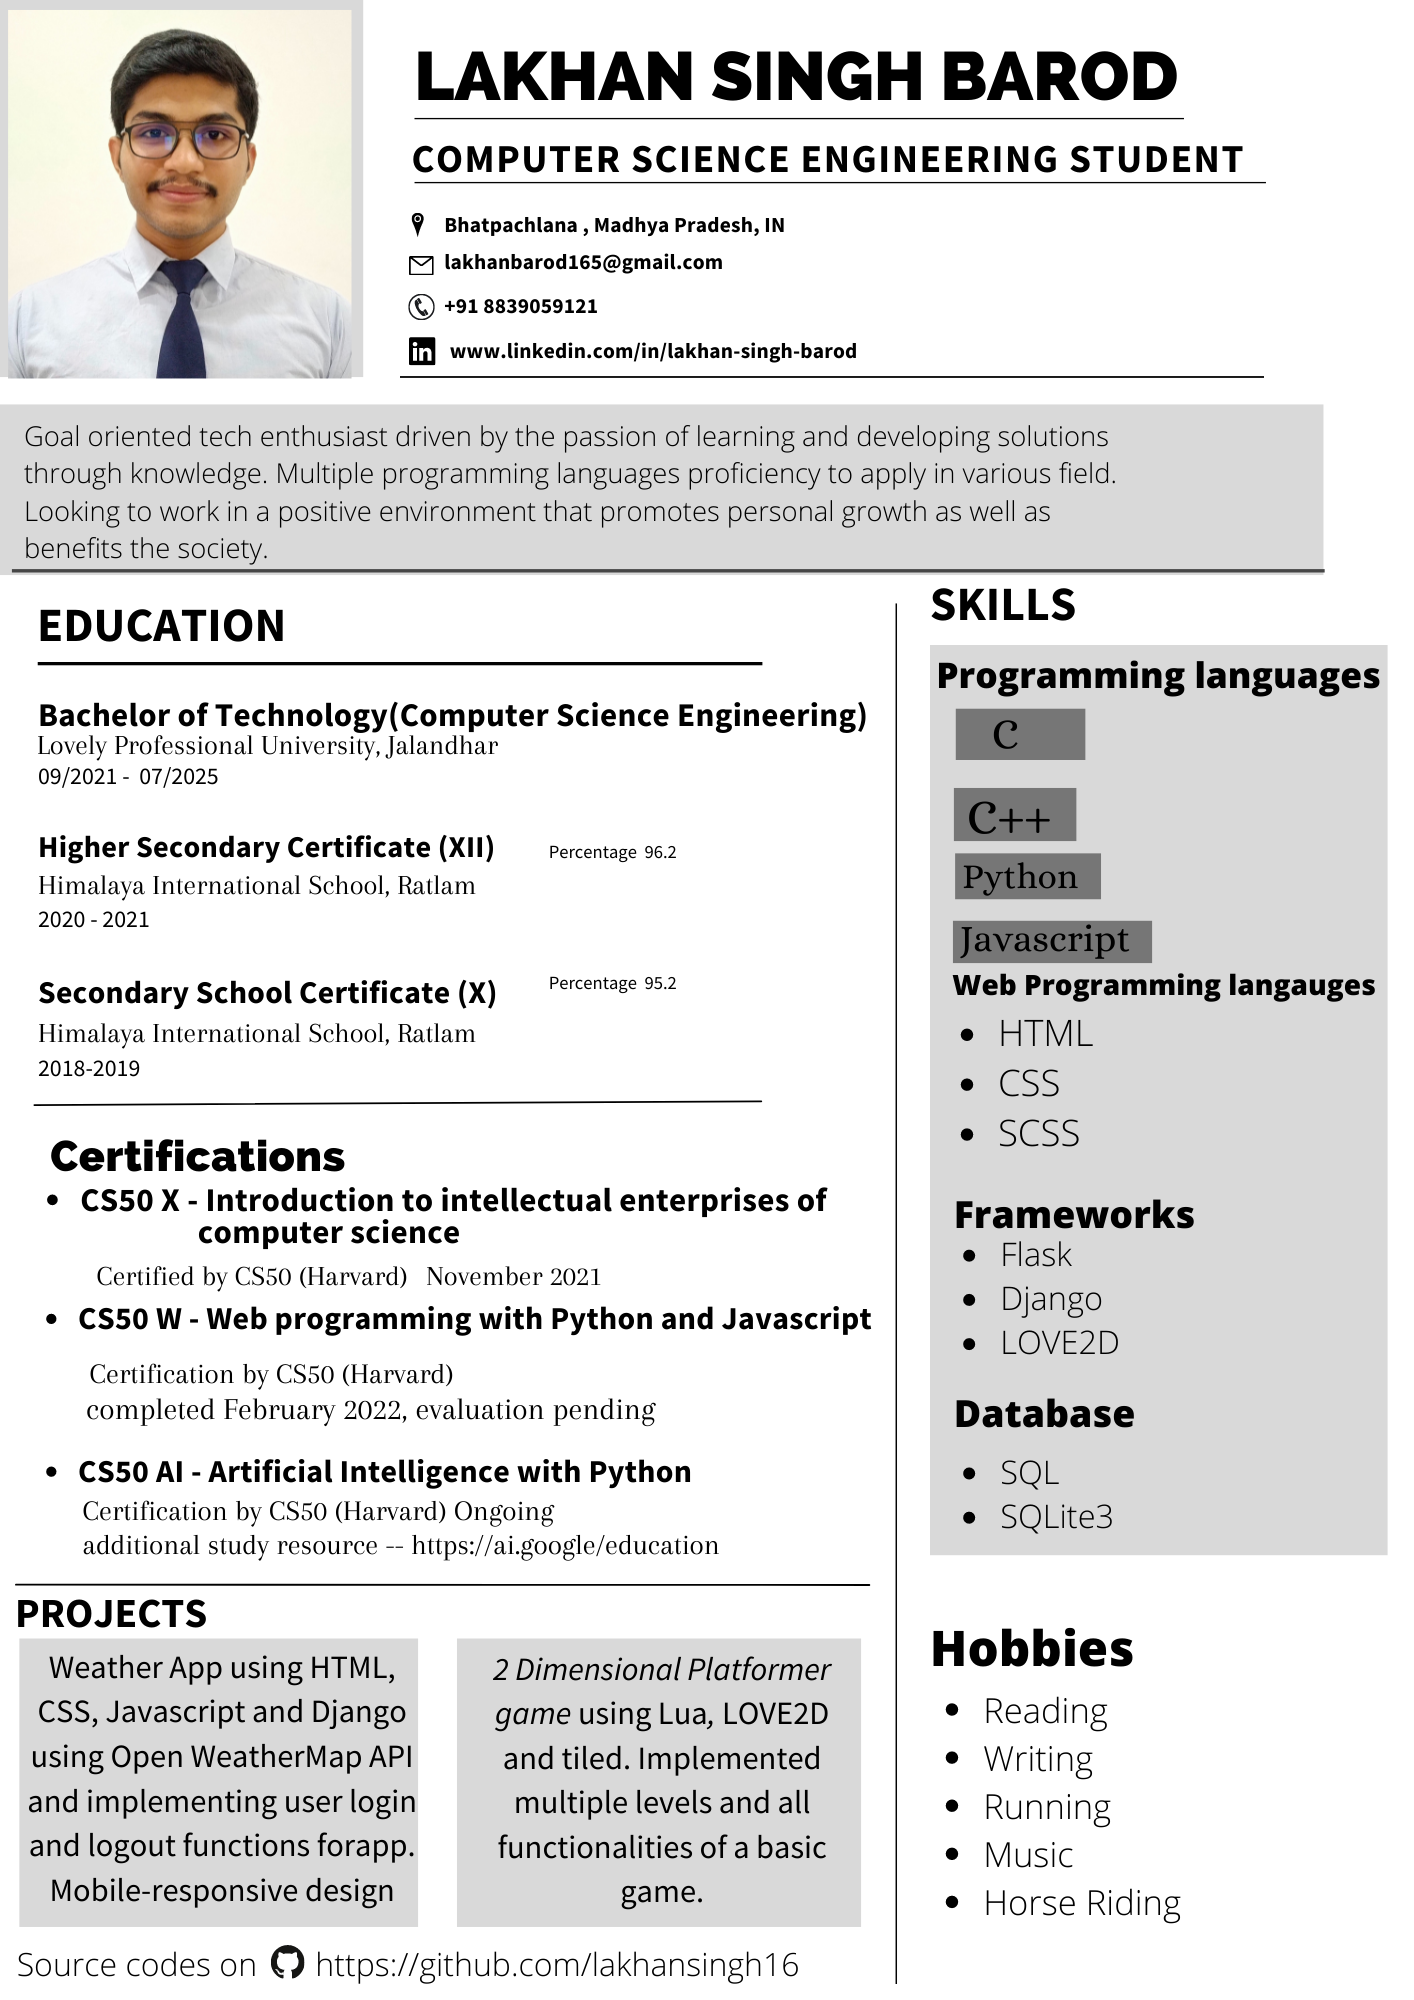 LAKHAN SINGH BAROD
COMPUTER SCIENCE ENGINEERING STUDENT
Bhatpachlana , Madhya Pradesh, IN
lakhanbarod165@gmail.com
+91 8839059121
in www.linkedin.com/in/lakhan-singh-barod
Goal oriented tech enthusiast driven by the passion of learning and developing solutions
through knowledge. Multiple programming languages proficiency to apply in various field.
Looking to work in a positive environment that promotes personal growth as well as
benefits the society.
EDUCATION
Bachelor of Technology(Computer Science Engineering)
Lovely Professional University, Jalandhar
09/2021 - 07/2025
Higher Secondary Certificate (XII)
Percentage 96.2
Himalaya International School, Ratlam
2020 - 2021
Secondary School Certificate (X)
Percentage 95.2
Himalaya International School, Ratlam
2018-2019
Certifications
• CS50 X - Introduction to intellectual enterprises of
computer science
Certified by CS50 (Harvard) November 2021
• CS50 W - Web programming with Python and Javascript
Certification by CS50 (Harvard)
completed February 2022, evaluation pending
• CS50 AI - Artificial Intelligence with Python
Certification by CS50 (Harvard) Ongoing
additional study resource -- https://ai.google/education
PROJECTS
Weather App using HTML,
CSS, Javascript and Django
using Open WeatherMap API
and implementing user login
and logout functions forapp.
Mobile-responsive design
2 Dimensional Platformer
game using Lua, LOVE2D
and tiled. Implemented
multiple levels and all
functionalities of a basic
game.
Source codes on https://github.com/lakhansingh16
SKILLS
Programming languages
C
C++
Python
Javascript
Web Programming langauges
• HTML
• CSS
• SCSS
Frameworks
• Flask
• Django
• LOVE2D
Database
• SQL
• SQLite3
Hobbies
• Reading
• Writing
• Running
• Music
• Horse Riding